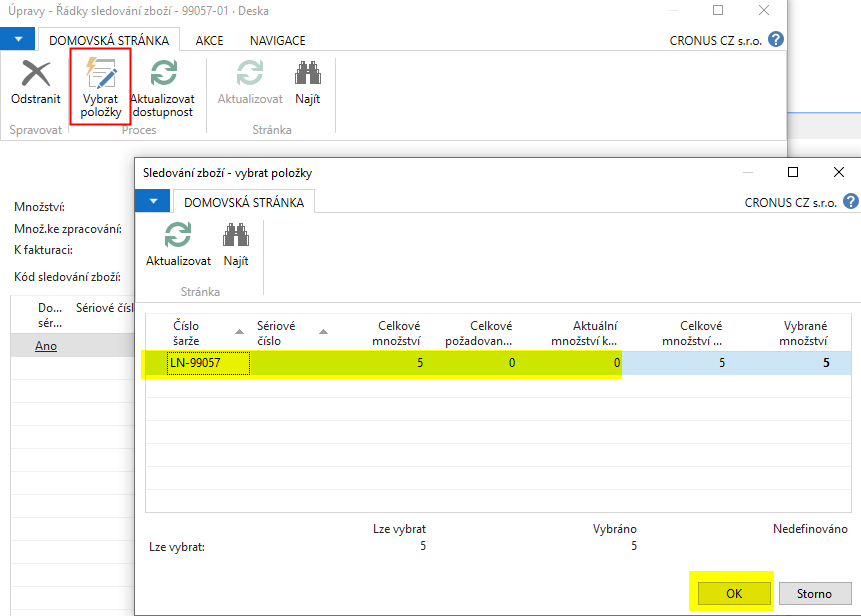 Úpravy - Řádky sledování zboží - 99057-01 · Deska
DOMOVSKÁ STRÁNKA AKCE NAVIGACE CRONUS CZ s.r.o. ?
Odstranit
Vybrat položky
Aktualizovat dostupnost
Aktualizovat
Najít
Spravovat Proces Stránka
Množství:
Množ.ke zpracování:
K fakturaci:
Kód sledování zboží:
Do... sér...
Sériové čísl
Ano
Sledování zboží - vybrat položky
DOMOVSKÁ STRÁNKA CRONUS CZ s.r.o. ?
Aktualizovat Najít
Stránka
Číslo Sériové Celkové Celkové Aktuální Celkové Vybrané
šarže číslo množství požadovan... množství k... množství ... množství
LN-99057 5 0 0 5 5
Lze vybrat Vybráno Nedefinováno
Lze vybrat: 5 5
OK Storno